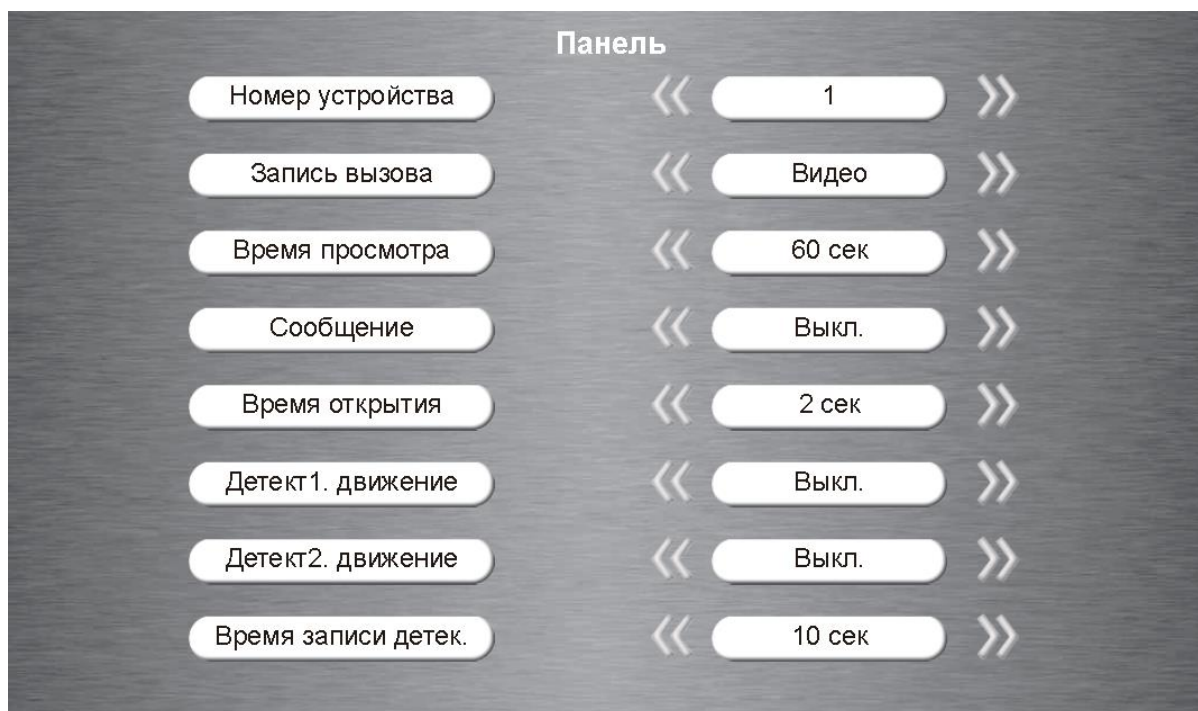 Панель
Номер устройства 1
Запись вызова Видео
Время просмотра 60 сек
Сообщение Выкл.
Время открытия 2 сек
Детект1. движение Выкл.
Детект2. движение Выкл.
Время записи детек. 10 сек